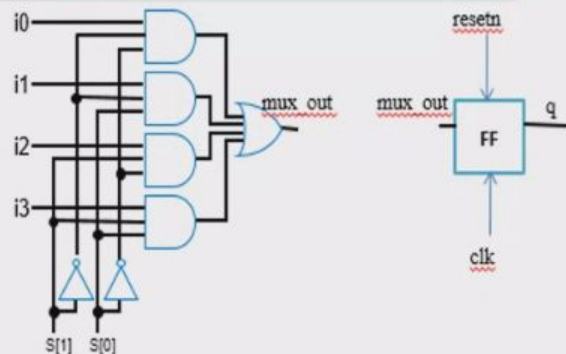 i0
i1
i2
i3
S[1] S[0]
mux_out
resetn
mux_out
FF
q
clk